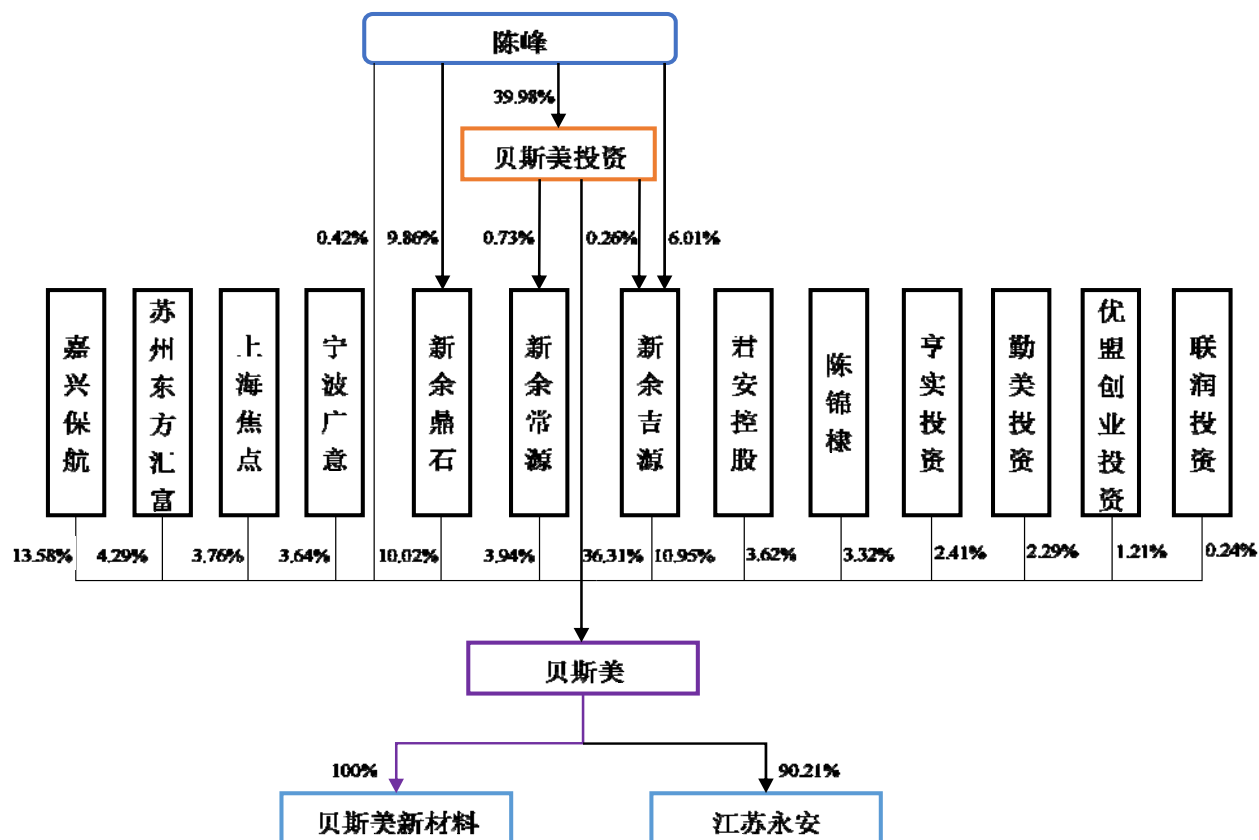 陈峰
39.98%
贝斯美投资
0.42%
9.86%
0.73%
0.26%
6.01%
嘉兴保航
苏州东方汇富
上海焦点
宁波广意
新余鼎石
新余常源
新余吉源
君安控股
陈锦棣
亨实投资
勤美投资
优盟创业投资
联润投资
13.58%
4.29%
3.76%
3.64%
10.02%
3.94%
36.31%
10.95%
3.62%
3.32%
2.41%
2.29%
1.21%
0.24%
贝斯美
100%
90.21%
贝斯美新材料
江苏永安